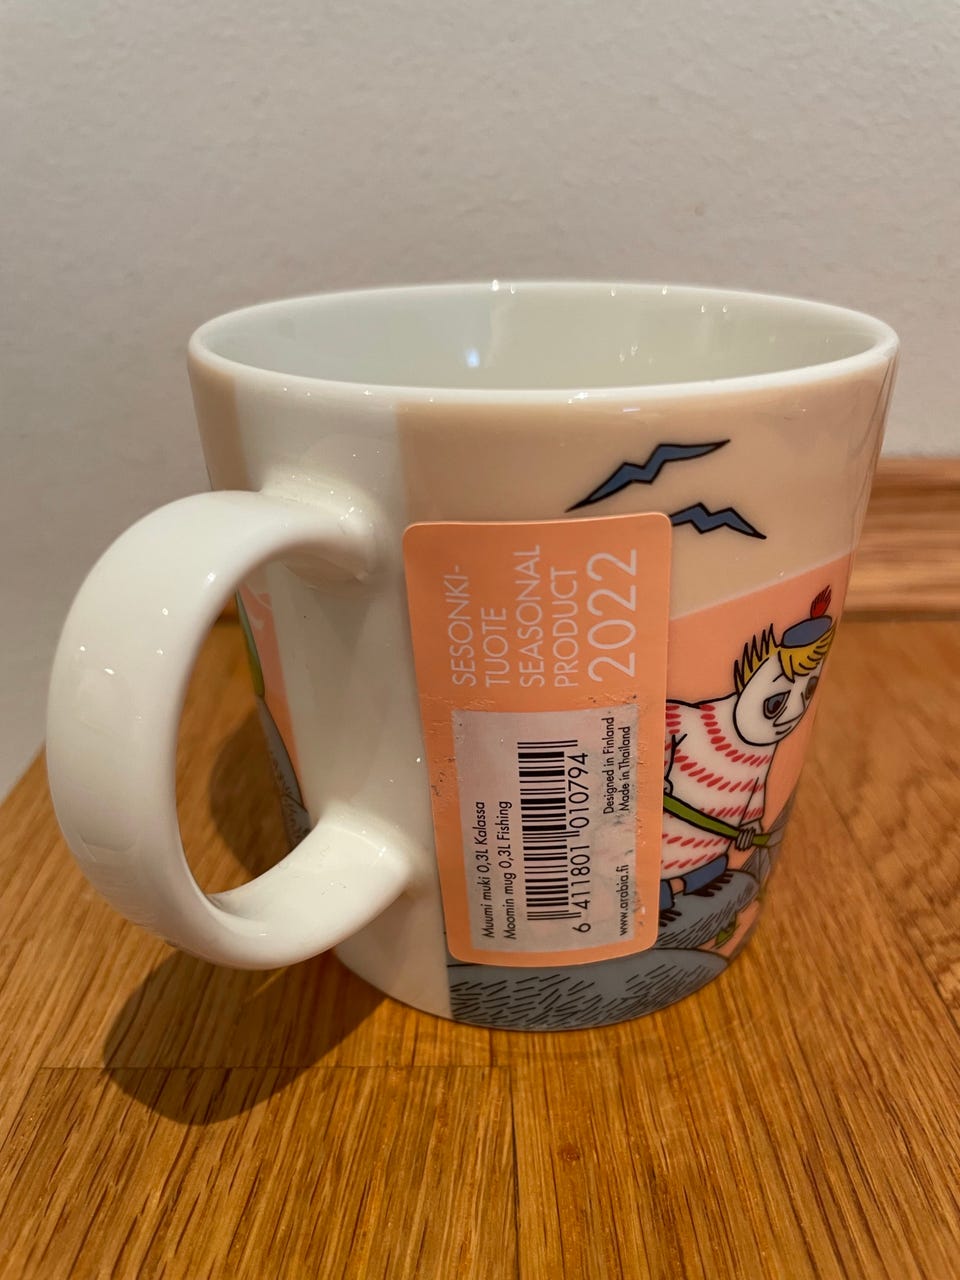 SESONKI-
TUOTE
SEASONAL
PRODUCT
2022
Muumi muki 0,3L Kalassa
Moomin mug 0,3L Fishing
6 411801 010794
Designed in Finland
Made in Thailand
www.arabia.fi